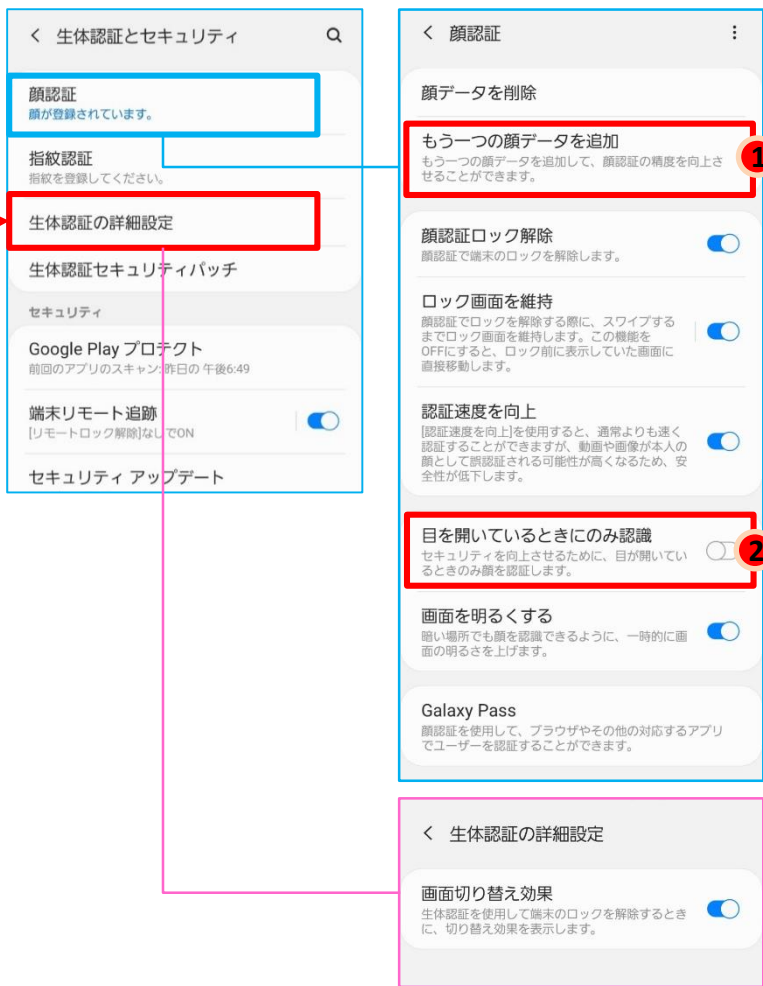 生体認証とセキュリティ
顔認証
顔が登録されています。
指紋認証
指紋を登録してください。
生体認証の詳細設定
生体認証セキュリティパッチ
セキュリティ
Google Play プロテクト
前回のアプリのスキャン: 昨日の 午後6:49
端末リモート追跡
[リモートロック解除]なしでON
セキュリティ アップデート
顔認証
顔データを削除
もう一つの顔データを追加
もう一つの顔データを追加して、顔認証の精度を向上さ
せることができます。
1
顔認証ロック解除
顔認証で端末のロックを解除します。
ロック画面を維持
顔認証でロックを解除する際に、スワイプする
までロック画面を維持します。この機能を
OFFにすると、ロック前に表示していた画面に
直接移動します。
認証速度を向上
[認証速度を向上]を使用すると、通常よりも速く
認証することができますが、動画や画像が本人の
顔として誤認証される可能性が高くなるため、安
全性が低下します。
目を開いているときにのみ認識
セキュリティを向上させるために、目が開いてい
るときのみ顔を認証します。
2
画面を明るくする
暗い場所でも顔を認識できるように、一時的に画
面の明るさを上げます。
Galaxy Pass
顔認証を使用して、ブラウザやその他の対応するアプリ
でユーザーを認証することができます。
生体認証の詳細設定
画面切り替え効果
生体認証を使用して端末のロックを解除するとき
に、切り替え効果を表示します。